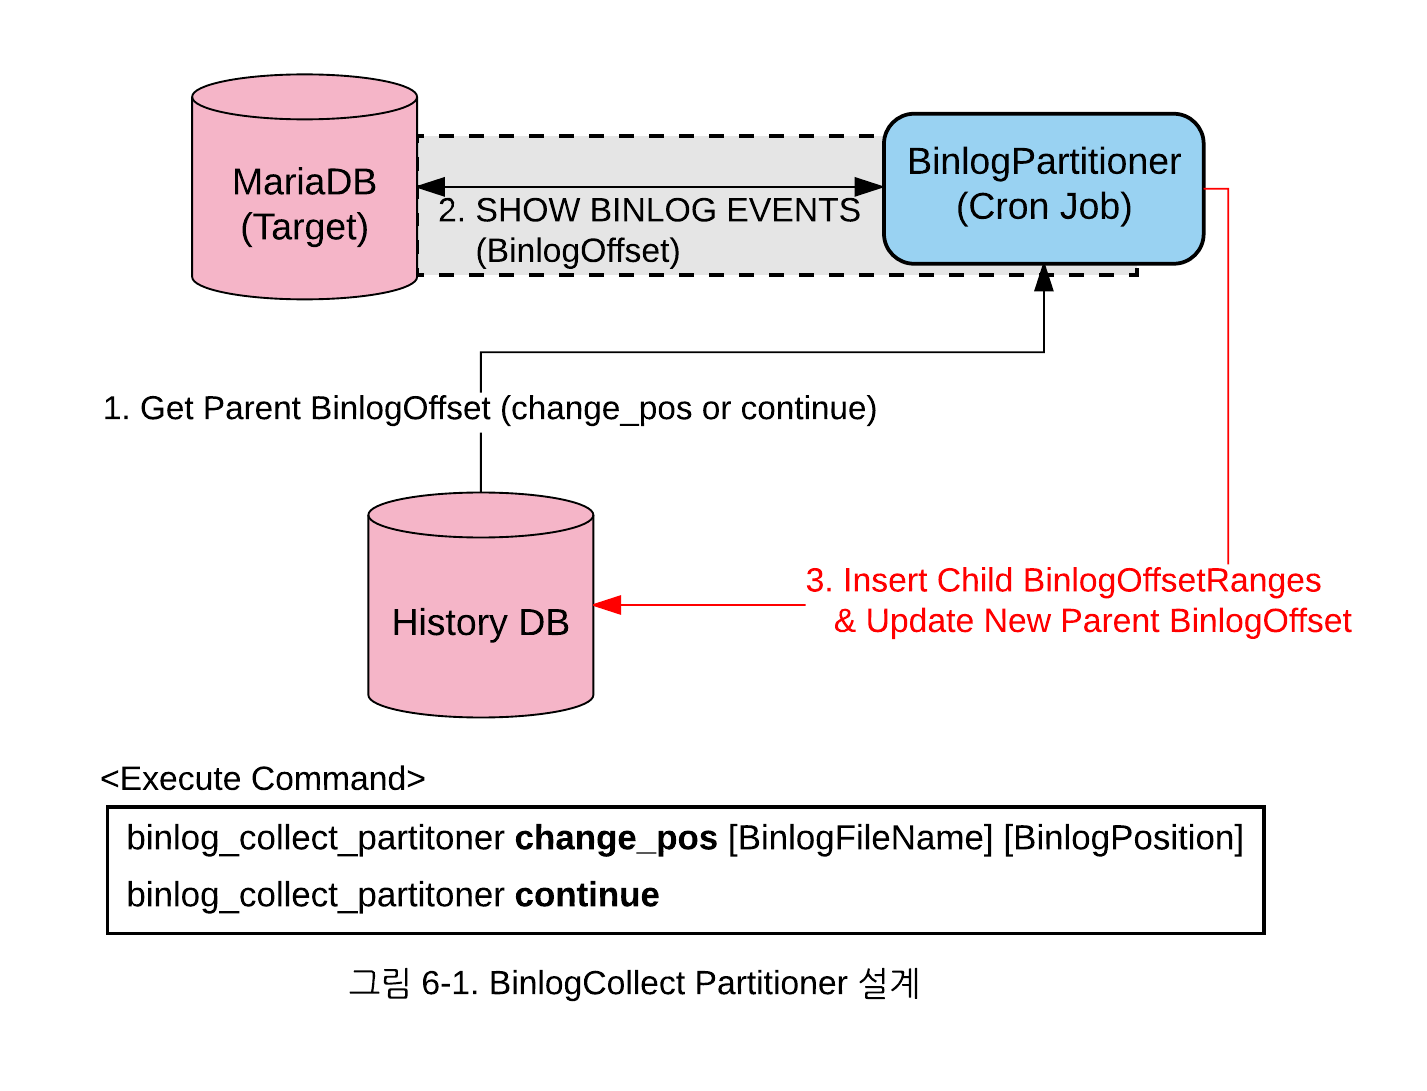 MariaDB
(Target)
BinlogPartitioner
(Cron Job)
2. SHOW BINLOG EVENTS
(BinlogOffset)
1. Get Parent BinlogOffset (change_pos or continue)
History DB
3. Insert Child BinlogOffsetRanges
& Update New Parent BinlogOffset
<Execute Command>
binlog_collect_partitoner change_pos [BinlogFileName] [BinlogPosition]
binlog_collect_partitoner continue
그림 6-1. BinlogCollect Partitioner 설계